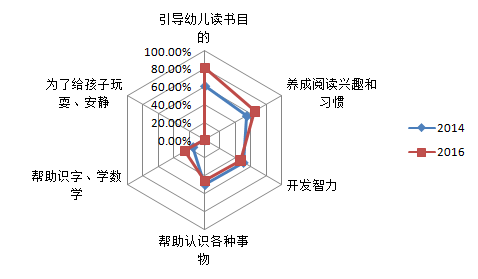 引导幼儿读书目
的
100.00%
80.00%
60.00%
40.00%
20.00%
0.00%
养成阅读兴趣和
习惯
开发智力
帮助认识各种事
物
帮助识字、学数
学
为了给孩子玩
耍、安静
2014
2016